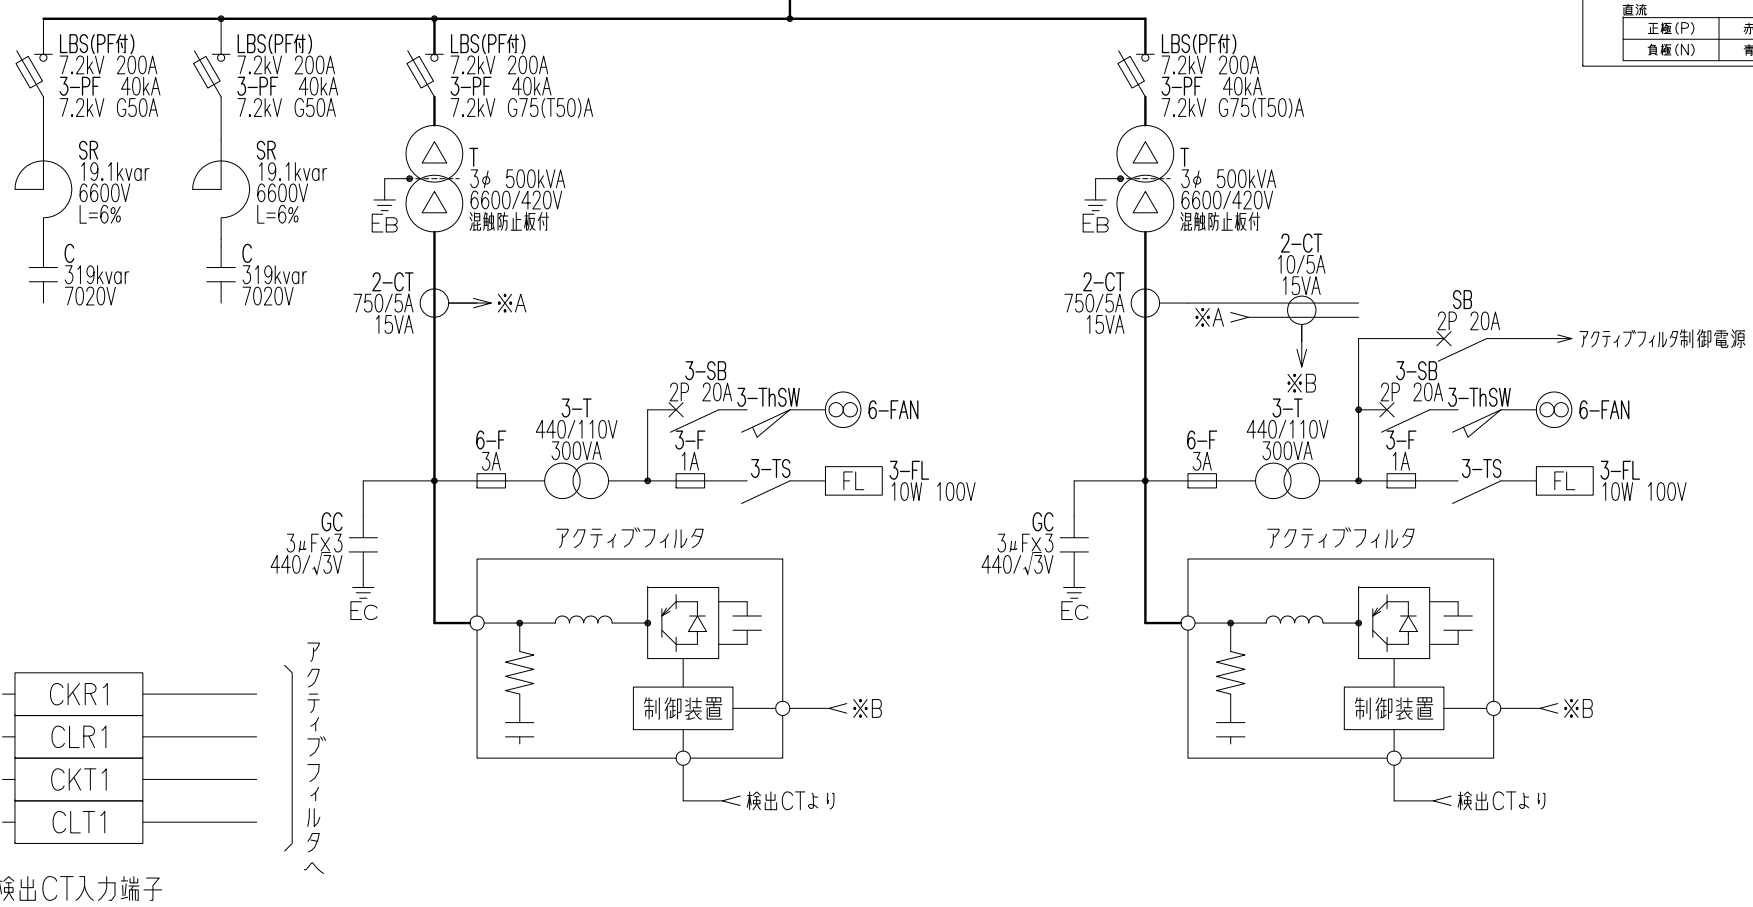 直流
正極(P)
負極(N)
LBS(PF付)
7.2kV 200A
3-PF 40kA
7.2kV G50A
SR
19.1kvar
6600V
L=6%
C
319kvar
7020V
LBS(PF付)
7.2kV 200A
3-PF 40kA
7.2kV G50A
SR
19.1kvar
6600V
L=6%
C
319kvar
7020V
LBS(PF付)
7.2kV 200A
3-PF 40kA
7.2kV G75(T50)A
T
3φ 500kVA
6600/420V
混触防止板付
EB
2-CT
750/5A
15VA
※A
3-SB
2P 20A
3-ThSW
6-FAN
6-F
3A
3-T
440/110V
300VA
3-F
1A
3-TS
FL
3-FL
10W 100V
GC
3μF×3
440/√3V
EC
アクティブフィルタ
制御装置
※B
検出CTより
LBS(PF付)
7.2kV 200A
3-PF 40kA
7.2kV G75(T50)A
T
3φ 500kVA
6600/420V
混触防止板付
EB
2-CT
750/5A
15VA
2-CT
10/5A
15VA
※A
※B
SB
2P 20A
アクティブフィルタ制御電源
3-SB
2P 20A
3-ThSW
6-FAN
6-F
3A
3-T
440/110V
300VA
3-F
1A
3-TS
FL
3-FL
10W 100V
GC
3μF×3
440/√3V
EC
アクティブフィルタ
制御装置
※B
検出CTより
CKR1
CLR1
CKT1
CLT1
アクティブフィルタへ
検出CT入力端子